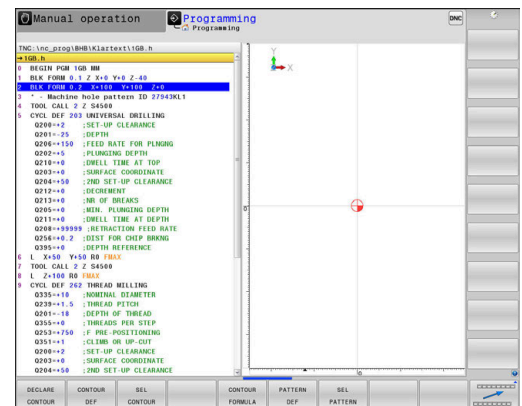 Manual operation
Programming
Programming
DNC
TNC:\nc_prog\BHB\Klartext\1GB.h
→1GB.h
0 BEGIN PGM 1GB MM
1 BLK FORM 0.1 Z X+0 Y+0 Z-40
2 BLK FORM 0.2 X+100 Y+100 Z+0
3 * - Machine hole pattern ID 27943KL1
4 TOOL CALL 2 Z S4500
5 CYCL DEF 203 UNIVERSAL DRILLING
Q200=+2 ;SET-UP CLEARANCE
Q201=-25 ;DEPTH
Q206=+150 ;FEED RATE FOR PLNGNG
Q202=+5 ;PLUNGING DEPTH
Q210=+0 ;DWELL TIME AT TOP
Q203=+0 ;SURFACE COORDINATE
Q204=+50 ;2ND SET-UP CLEARANCE
Q212=+0 ;DECREMENT
Q213=+0 ;NR OF BREAKS
Q205=+0 ;MIN. PLUNGING DEPTH
Q211=+0 ;DWELL TIME AT DEPTH
Q208=+99999 ;RETRACTION FEED RATE
Q256=+0.2 ;DIST FOR CHIP BRKNG
Q395=+0 ;DEPTH REFERENCE
6 L X+50 Y+50 R0 FMAX
7 TOOL CALL 2 Z S4500
8 L Z+100 R0 FMAX
9 CYCL DEF 262 THREAD MILLING
Q335=+10 ;NOMINAL DIAMETER
Q239=+1.5 ;THREAD PITCH
Q201=-18 ;DEPTH OF THREAD
Q355=+0 ;THREADS PER STEP
Q253=+750 ;F PRE-POSITIONING
Q351=+1 ;CLIMB OR UP-CUT
Q200=+2 ;SET-UP CLEARANCE
Q203=+0 ;SURFACE COORDINATE
Q204=+50 ;2ND SET-UP CLEARANCE
Y
X
0
0
DECLARE CONTOUR
CONTOUR DEF
SEL CONTOUR
CONTOUR FORMULA
PATTERN DEF
SEL PATTERN